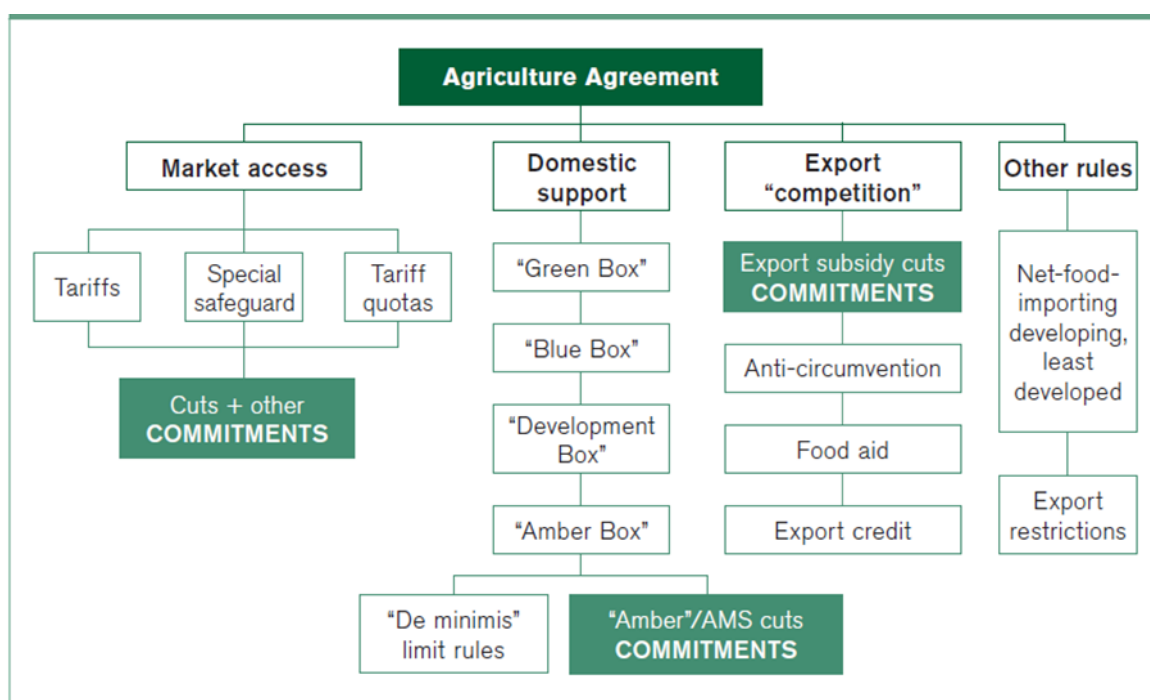 Agriculture Agreement
Market access
Domestic
support
Export
“competition”
Other rules
Tariffs
Special
safeguard
Tariff
quotas
Cuts + other
COMMITMENTS
“Green Box”
“Blue Box”
“Development
Box”
“Amber Box”
“De minimis”
limit rules
“Amber”/AMS cuts
COMMITMENTS
Export subsidy cuts
COMMITMENTS
Anti-circumvention
Food aid
Export credit
Net-food-
importing
developing,
least
developed
Export
restrictions